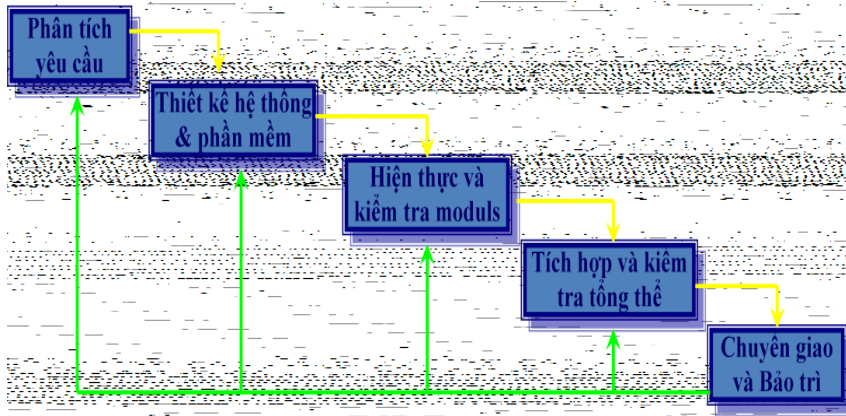 Phân tích
yêu cầu
Thiết kế hệ thống
& phần mềm
Hiện thực và
kiểm tra moduls
Tích hợp và kiêm
tra tổng thể
Chuyên giao
và Bảo trì